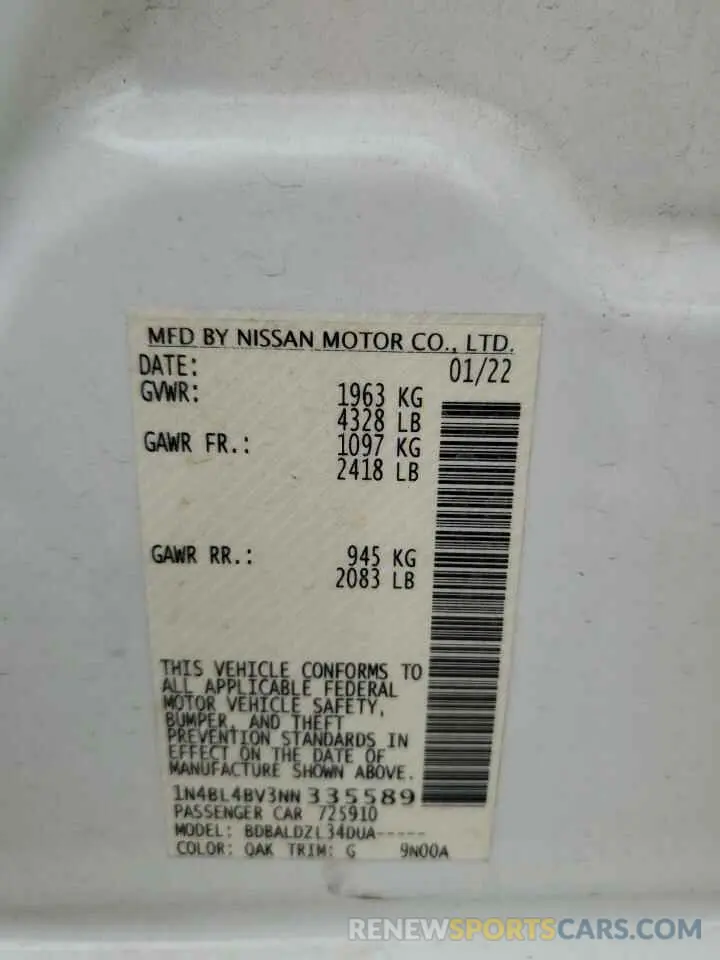 MFD BY NISSAN MOTOR CO., LTD.
DATE: 01/22
GVWR: 1963 KG
4328 LB
GAWR FR.: 1097 KG
2418 LB
GAWR RR.: 945 KG
2083 LB
THIS VEHICLE CONFORMS TO
ALL APPLICABLE FEDERAL
MOTOR VEHICLE SAFETY,
BUMPER, AND THEFT
PREVENTION STANDARDS IN
EFFECT ON THE DATE OF
MANUFACTURE SHOWN ABOVE.
1N4BL4BV3NN335589
PASSENGER CAR 725910
MODEL: BDBALDZL34DUA-----
COLOR: QAK TRIM: G 9N00A
RENEWSPORTSCARS.COM